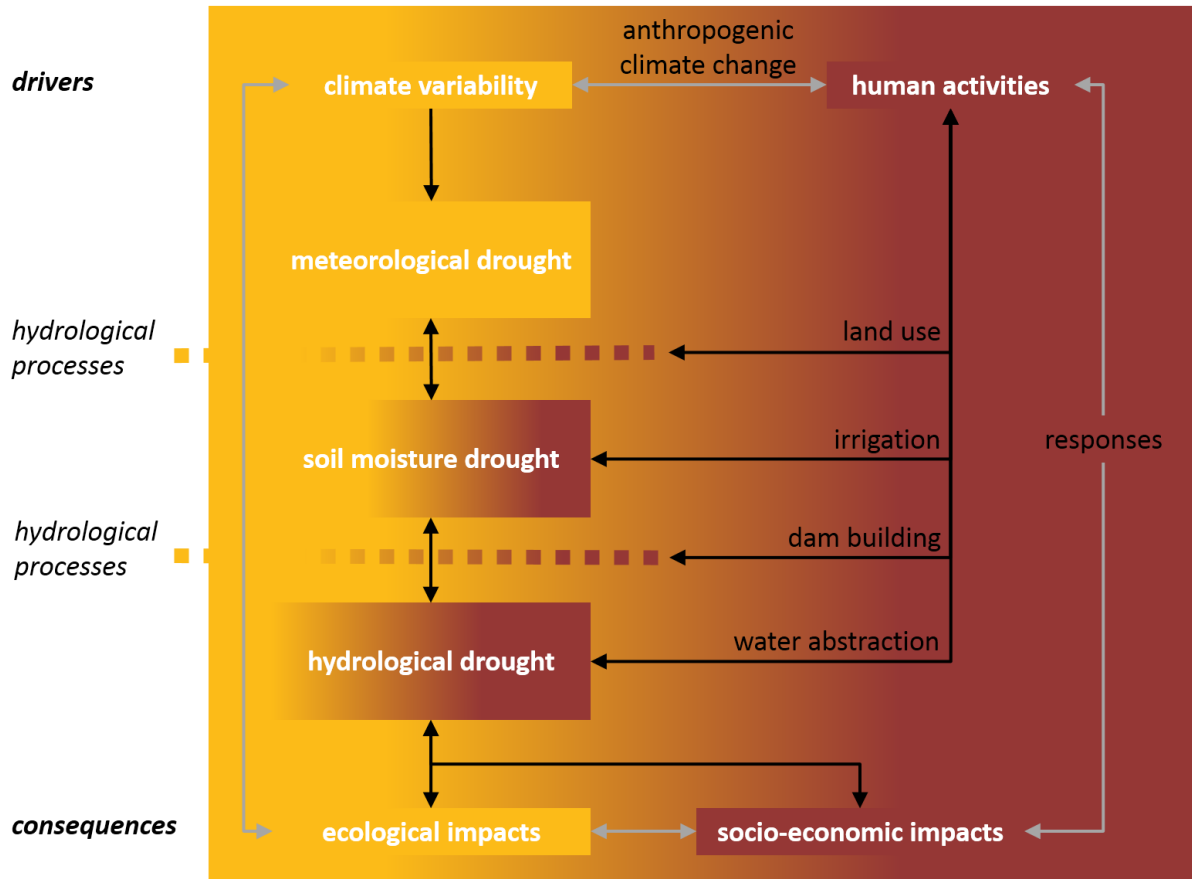 anthropogenic
climate change
drivers
climate variability
human activities
meteorological drought
hydrological
processes
land use
soil moisture drought
irrigation
responses
hydrological
processes
dam building
hydrological drought
water abstraction
consequences
ecological impacts
socio-economic impacts